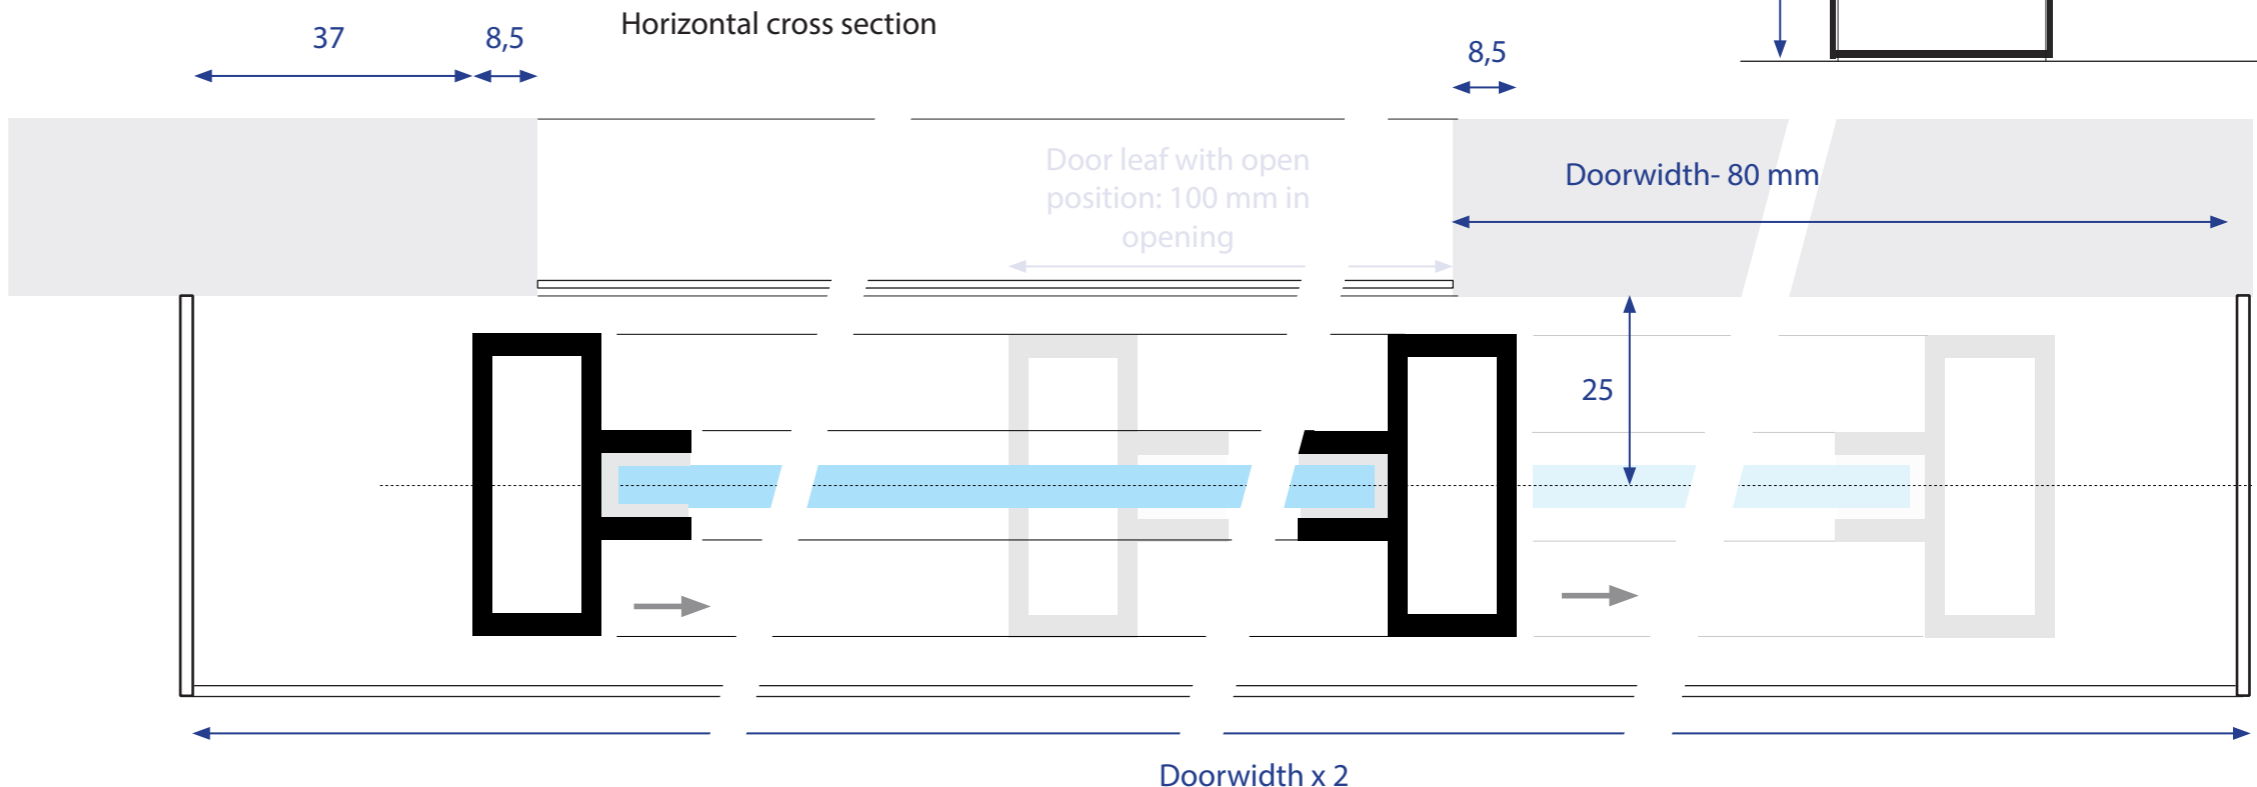 Horizontal cross section
37
8,5
8,5
Door leaf with open
position: 100 mm in
opening
Doorwidth- 80 mm
25
Doorwidth x 2